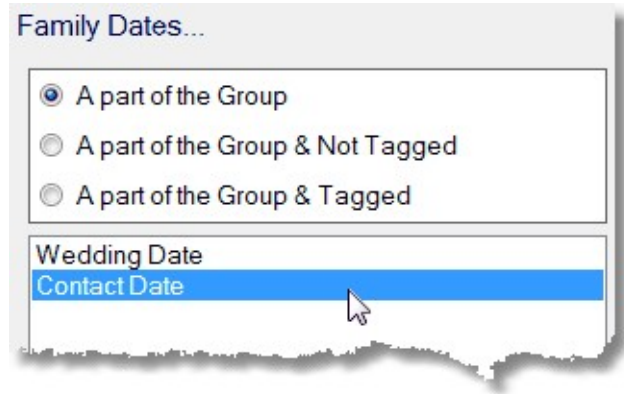 Family Dates...
A part of the Group
A part of the Group & Not Tagged
A part of the Group & Tagged
Wedding Date
Contact Date